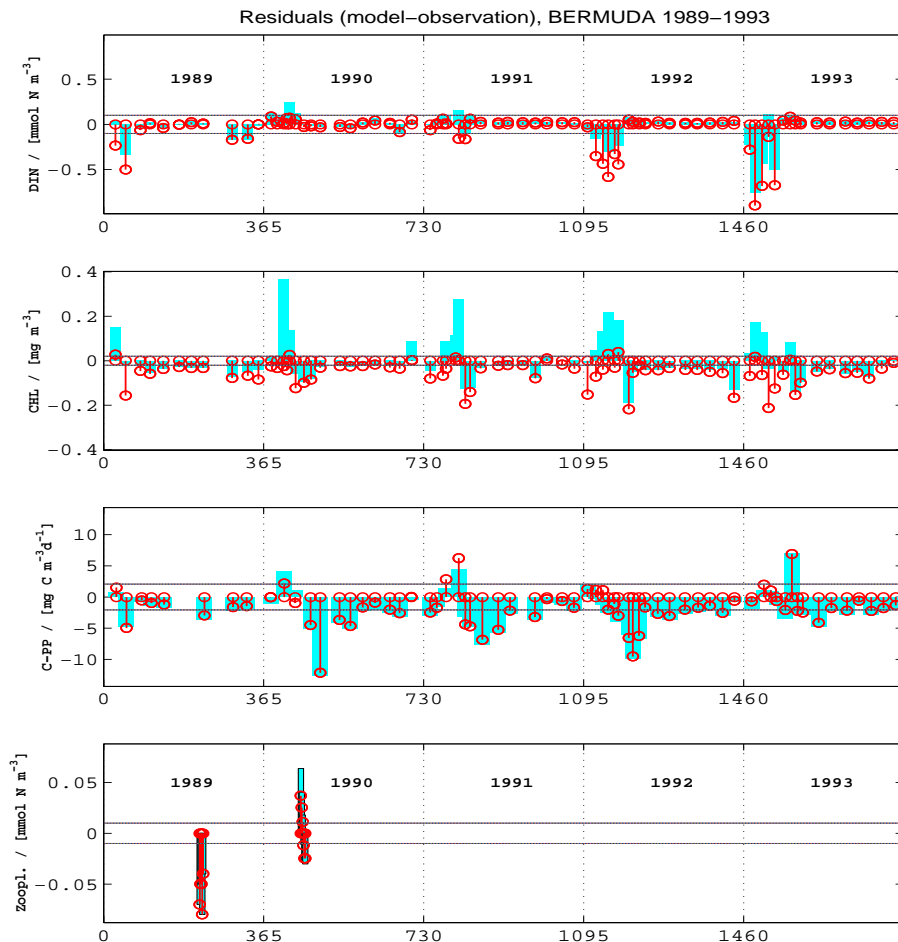 Residuals (model−observation), BERMUDA 1989−1993
DIN / [mmol N m⁻³]
0.5
0
−0.5
1989 1990 1991 1992 1993
0 365 730 1095 1460
CHL / [mg m⁻³]
0.4
0.2
0
−0.2
−0.4
0 365 730 1095 1460
C-PP / [mg C m⁻³d⁻¹]
10
5
0
−5
−10
0 365 730 1095 1460
Zoopl. / [mmol N m⁻³]
0.05
0
−0.05
1989 1990 1991 1992 1993
0 365 730 1095 1460